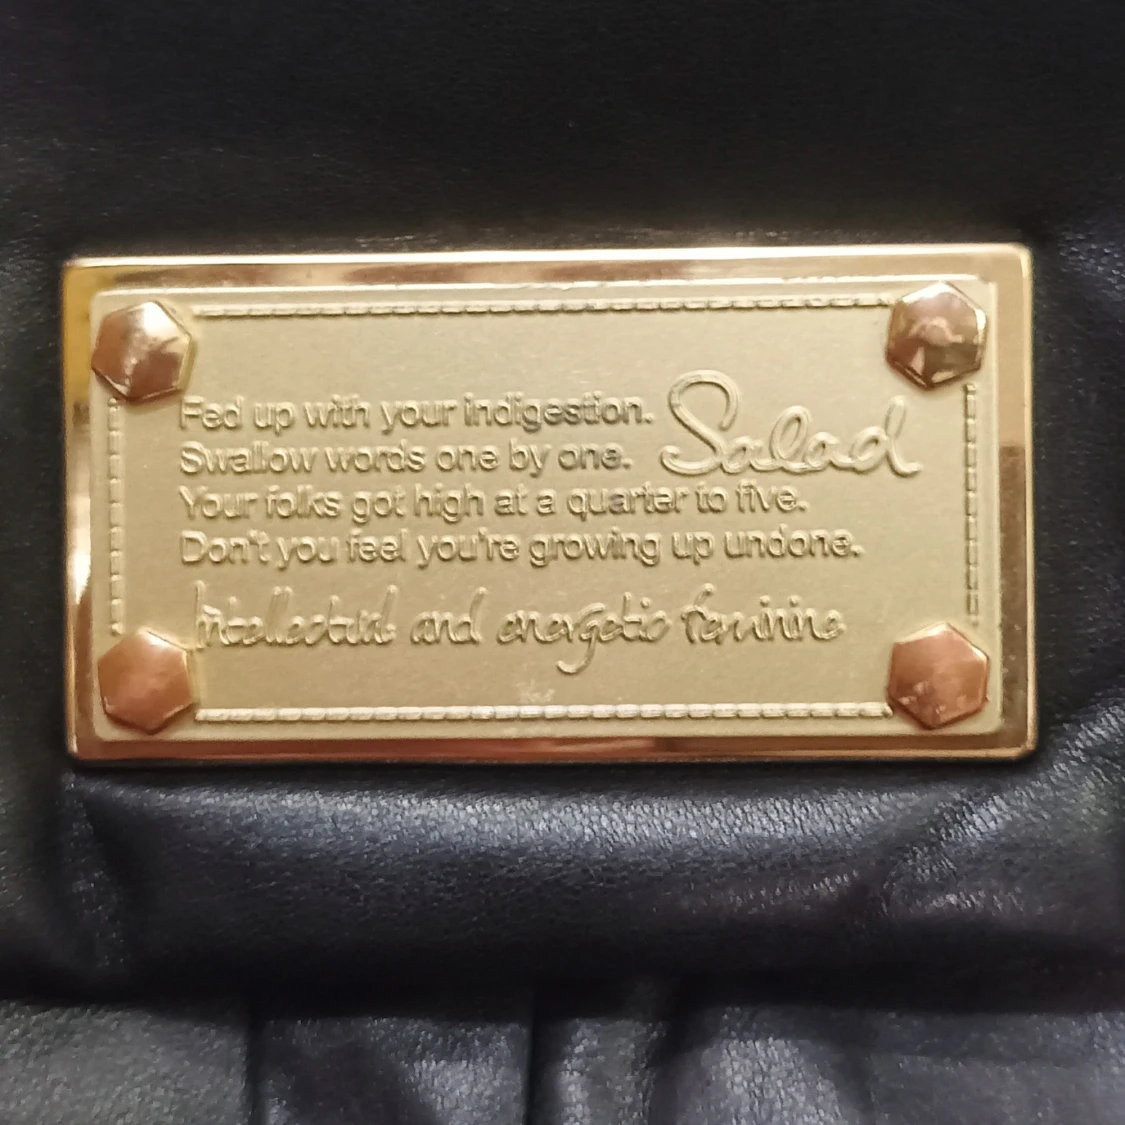 Fed up with your indigestion.
Swallow words one by one.
Salad
Your folks got high at a quarter to five.
Don't you feel you're growing up undone.
Intellectual and energetic feminine